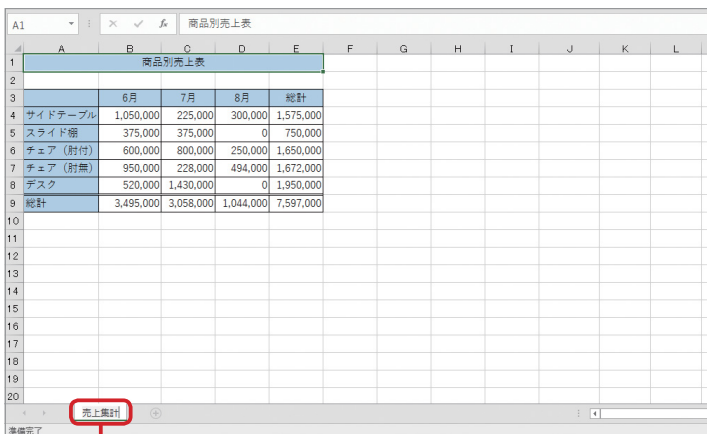 A1 × ✓ fx 商品別売上表
A B C D E F G H I J K L
1 商品別売上表
2
3 6月 7月 8月 総計
4 サイドテーブル 1,050,000 225,000 300,000 1,575,000
5 スライド棚 375,000 375,000 0 750,000
6 チェア（肘付） 600,000 800,000 250,000 1,650,000
7 チェア（肘無） 950,000 228,000 494,000 1,672,000
8 デスク 520,000 1,430,000 0 1,950,000
9 総計 3,495,000 3,058,000 1,044,000 7,597,000
10
11
12
13
14
15
16
17
18
19
20
売上集計
準備完了